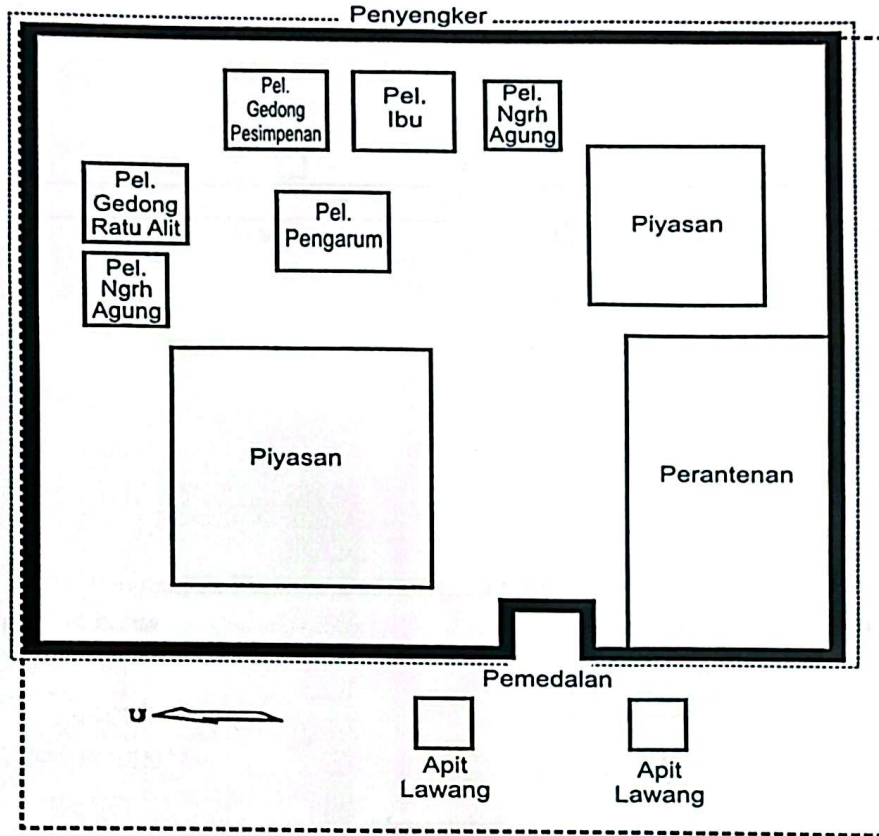 Penyengker
Pel.
Gedong
Pesimpenan
Pel.
Ibu
Pel.
Ngrh
Agung
Pel.
Gedong
Ratu Alit
Pel.
Pengarum
Piyasan
Pel.
Ngrh
Agung
Piyasan
Perantenan
Pemedalan
U
Apit
Lawang
Apit
Lawang